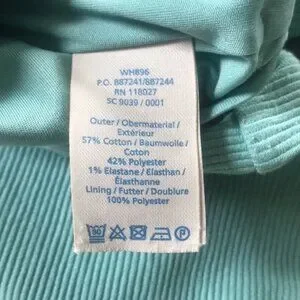 WH896
P.O. 887241/887244
RN 118027
SC 9039 / 0001
Outer / Obermaterial /
Extérieur
57% Cotton / Baumwolle /
Coton
42% Polyester
1% Elastane / Elasthan /
Élasthanne
Lining / Futter / Doublure
100% Polyester